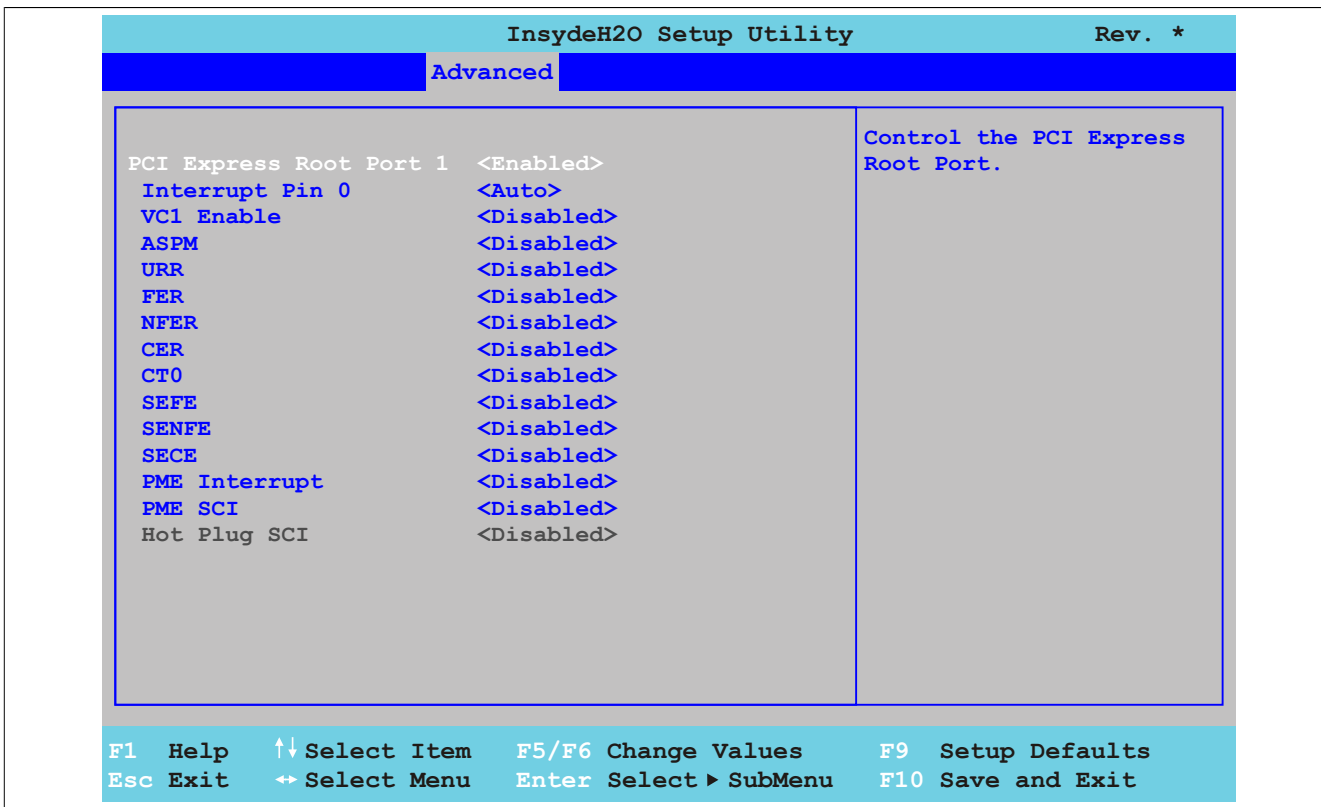 InsydeH2O Setup Utility Rev. *
Advanced
PCI Express Root Port 1 <Enabled>
Interrupt Pin 0 <Auto>
VC1 Enable <Disabled>
ASPM <Disabled>
URR <Disabled>
FER <Disabled>
NFER <Disabled>
CER <Disabled>
CT0 <Disabled>
SEFE <Disabled>
SENFE <Disabled>
SECE <Disabled>
PME Interrupt <Disabled>
PME SCI <Disabled>
Hot Plug SCI <Disabled>
Control the PCI Express
Root Port.
F1 Help ↑↓ Select Item F5/F6 Change Values F9 Setup Defaults
Esc Exit ↔ Select Menu Enter Select ▶ SubMenu F10 Save and Exit